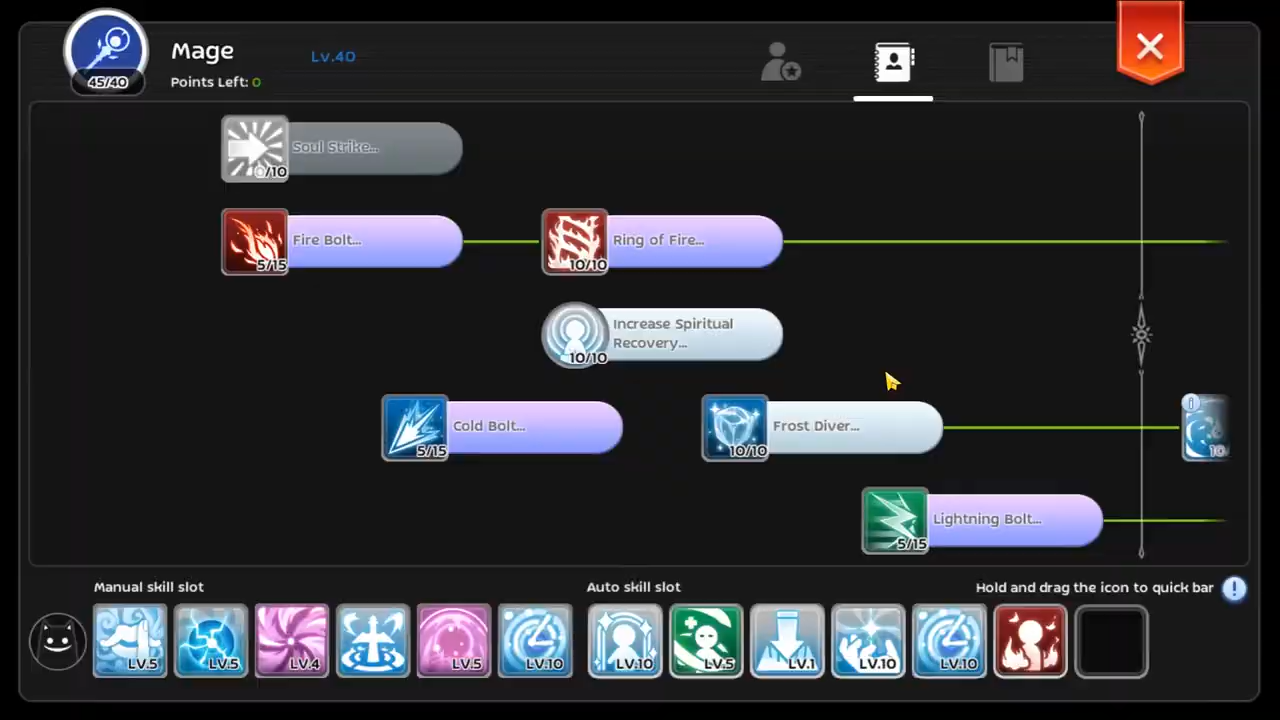 Mage
Lv.40
45/40
Points Left: 0
Soul Strike...
0/10
Fire Bolt...
5/15
Ring of Fire...
10/10
Increase Spiritual
Recovery...
10/10
Cold Bolt...
5/15
Frost Diver...
10/10
10
Lightning Bolt...
5/15
Manual skill slot
Auto skill slot
Hold and drag the icon to quick bar
LV.5
LV.5
LV.4
LV.5
LV.10
LV.10
LV.5
LV.1
LV.10
LV.10